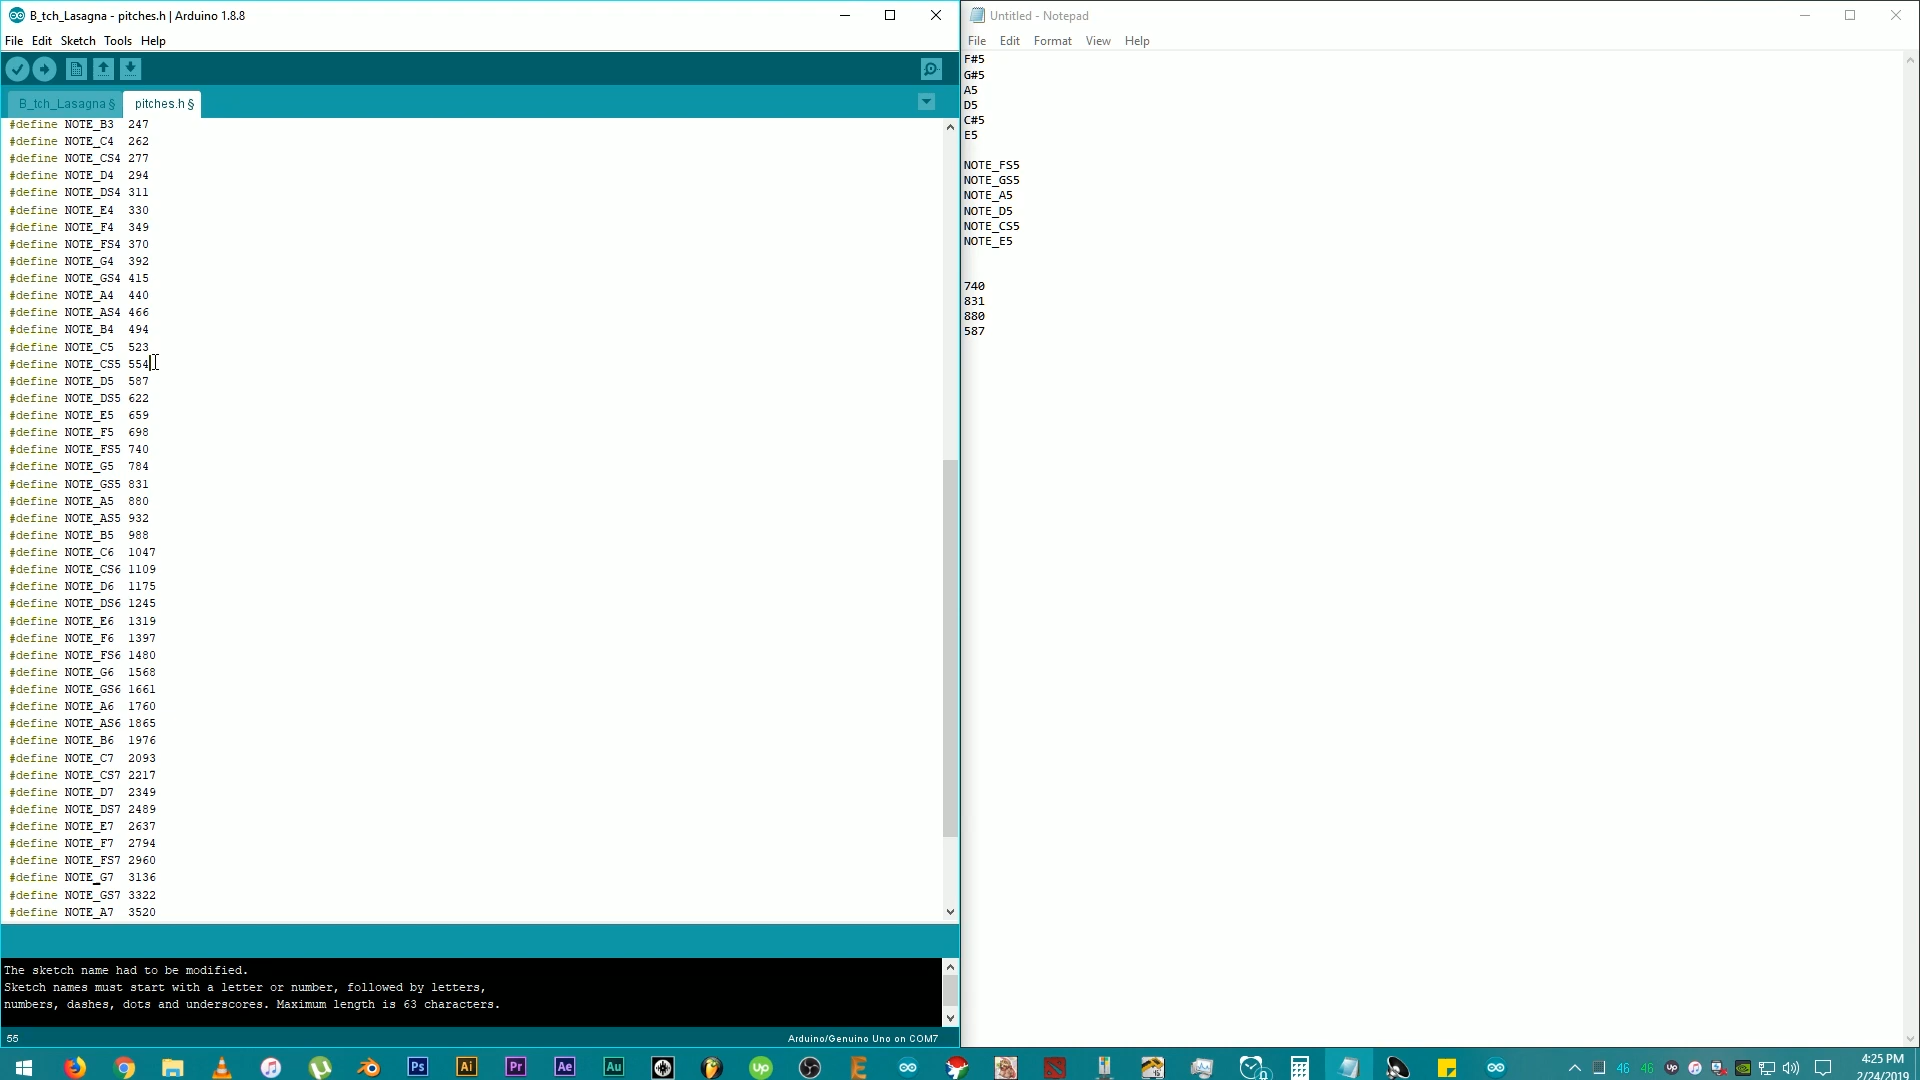 B_tch_Lasagna - pitches.h | Arduino 1.8.8
File Edit Sketch Tools Help
B_tch_Lasagna § pitches.h §
#define NOTE_B3 247
#define NOTE_C4 262
#define NOTE_CS4 277
#define NOTE_D4 294
#define NOTE_DS4 311
#define NOTE_E4 330
#define NOTE_F4 349
#define NOTE_FS4 370
#define NOTE_G4 392
#define NOTE_GS4 415
#define NOTE_A4 440
#define NOTE_AS4 466
#define NOTE_B4 494
#define NOTE_C5 523
#define NOTE_CS5 554
#define NOTE_D5 587
#define NOTE_DS5 622
#define NOTE_E5 659
#define NOTE_F5 698
#define NOTE_FS5 740
#define NOTE_G5 784
#define NOTE_GS5 831
#define NOTE_A5 880
#define NOTE_AS5 932
#define NOTE_B5 988
#define NOTE_C6 1047
#define NOTE_CS6 1109
#define NOTE_D6 1175
#define NOTE_DS6 1245
#define NOTE_E6 1319
#define NOTE_F6 1397
#define NOTE_FS6 1480
#define NOTE_G6 1568
#define NOTE_GS6 1661
#define NOTE_A6 1760
#define NOTE_AS6 1865
#define NOTE_B6 1976
#define NOTE_C7 2093
#define NOTE_CS7 2217
#define NOTE_D7 2349
#define NOTE_DS7 2489
#define NOTE_E7 2637
#define NOTE_F7 2794
#define NOTE_FS7 2960
#define NOTE_G7 3136
#define NOTE_GS7 3322
#define NOTE_A7 3520
The sketch name had to be modified.
Sketch names must start with a letter or number, followed by letters,
numbers, dashes, dots and underscores. Maximum length is 63 characters.
55
Arduino/Genuino Uno on COM7
Untitled - Notepad
File Edit Format View Help
F#5
G#5
A5
D5
C#5
E5
NOTE_FS5
NOTE_GS5
NOTE_A5
NOTE_D5
NOTE_CS5
NOTE_E5
740
831
880
587
Ps Ai Pr Ae Au Up
46 46 Up
4:25 PM
2/24/2019